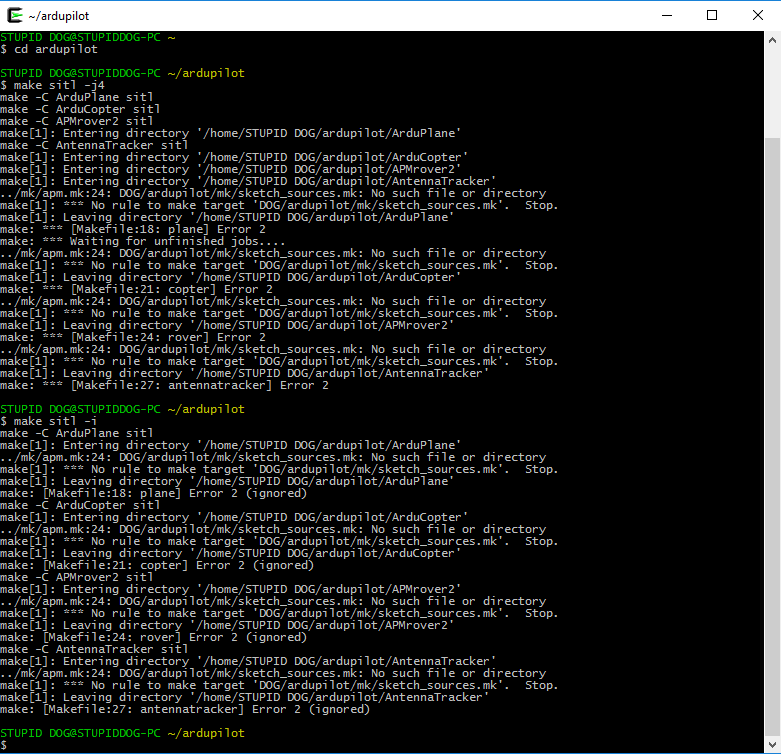 ~/ardupilot
STUPID DOG@STUPIDDOG-PC ~
$ cd ardupilot
STUPID DOG@STUPIDDOG-PC ~/ardupilot
$ make sitl -j4
make -C ArduPlane sitl
make -C ArduCopter sitl
make -C APMrover2 sitl
make[1]: Entering directory '/home/STUPID DOG/ardupilot/ArduPlane'
make -C AntennaTracker sitl
make[1]: Entering directory '/home/STUPID DOG/ardupilot/ArduCopter'
make[1]: Entering directory '/home/STUPID DOG/ardupilot/APMrover2'
make[1]: Entering directory '/home/STUPID DOG/ardupilot/AntennaTracker'
../mk/apm.mk:24: DOG/ardupilot/mk/sketch_sources.mk: No such file or directory
make[1]: *** No rule to make target 'DOG/ardupilot/mk/sketch_sources.mk'.  Stop.
make[1]: Leaving directory '/home/STUPID DOG/ardupilot/ArduPlane'
make: *** [Makefile:18: plane] Error 2
make: *** Waiting for unfinished jobs....
../mk/apm.mk:24: DOG/ardupilot/mk/sketch_sources.mk: No such file or directory
make[1]: *** No rule to make target 'DOG/ardupilot/mk/sketch_sources.mk'.  Stop.
make[1]: Leaving directory '/home/STUPID DOG/ardupilot/ArduCopter'
make: *** [Makefile:21: copter] Error 2
../mk/apm.mk:24: DOG/ardupilot/mk/sketch_sources.mk: No such file or directory
make[1]: *** No rule to make target 'DOG/ardupilot/mk/sketch_sources.mk'.  Stop.
make[1]: Leaving directory '/home/STUPID DOG/ardupilot/APMrover2'
make: *** [Makefile:24: rover] Error 2
../mk/apm.mk:24: DOG/ardupilot/mk/sketch_sources.mk: No such file or directory
make[1]: *** No rule to make target 'DOG/ardupilot/mk/sketch_sources.mk'.  Stop.
make[1]: Leaving directory '/home/STUPID DOG/ardupilot/AntennaTracker'
make: *** [Makefile:27: antennatracker] Error 2
STUPID DOG@STUPIDDOG-PC ~/ardupilot
$ make sitl -i
make -C ArduPlane sitl
make[1]: Entering directory '/home/STUPID DOG/ardupilot/ArduPlane'
../mk/apm.mk:24: DOG/ardupilot/mk/sketch_sources.mk: No such file or directory
make[1]: *** No rule to make target 'DOG/ardupilot/mk/sketch_sources.mk'.  Stop.
make[1]: Leaving directory '/home/STUPID DOG/ardupilot/ArduPlane'
make: [Makefile:18: plane] Error 2 (ignored)
make -C ArduCopter sitl
make[1]: Entering directory '/home/STUPID DOG/ardupilot/ArduCopter'
../mk/apm.mk:24: DOG/ardupilot/mk/sketch_sources.mk: No such file or directory
make[1]: *** No rule to make target 'DOG/ardupilot/mk/sketch_sources.mk'.  Stop.
make[1]: Leaving directory '/home/STUPID DOG/ardupilot/ArduCopter'
make: [Makefile:21: copter] Error 2 (ignored)
make -C APMrover2 sitl
make[1]: Entering directory '/home/STUPID DOG/ardupilot/APMrover2'
../mk/apm.mk:24: DOG/ardupilot/mk/sketch_sources.mk: No such file or directory
make[1]: *** No rule to make target 'DOG/ardupilot/mk/sketch_sources.mk'.  Stop.
make[1]: Leaving directory '/home/STUPID DOG/ardupilot/APMrover2'
make: [Makefile:24: rover] Error 2 (ignored)
make -C AntennaTracker sitl
make[1]: Entering directory '/home/STUPID DOG/ardupilot/AntennaTracker'
../mk/apm.mk:24: DOG/ardupilot/mk/sketch_sources.mk: No such file or directory
make[1]: *** No rule to make target 'DOG/ardupilot/mk/sketch_sources.mk'.  Stop.
make[1]: Leaving directory '/home/STUPID DOG/ardupilot/AntennaTracker'
make: [Makefile:27: antennatracker] Error 2 (ignored)
STUPID DOG@STUPIDDOG-PC ~/ardupilot
$